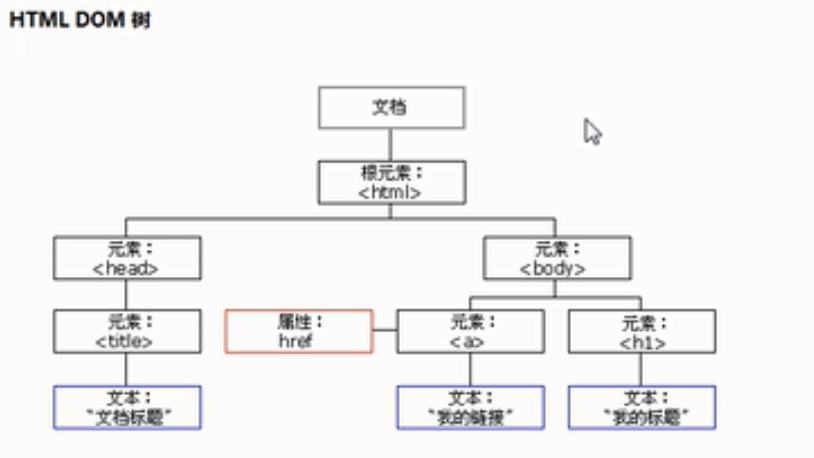 HTML DOM 树
文档
根元素：
<html>
元素：
<head>
元素：
<body>
元素：
<title>
属性：
href
元素：
<a>
元素：
<h1>
文本：
"文档标题"
文本：
"我的链接"
文本：
"我的标题"